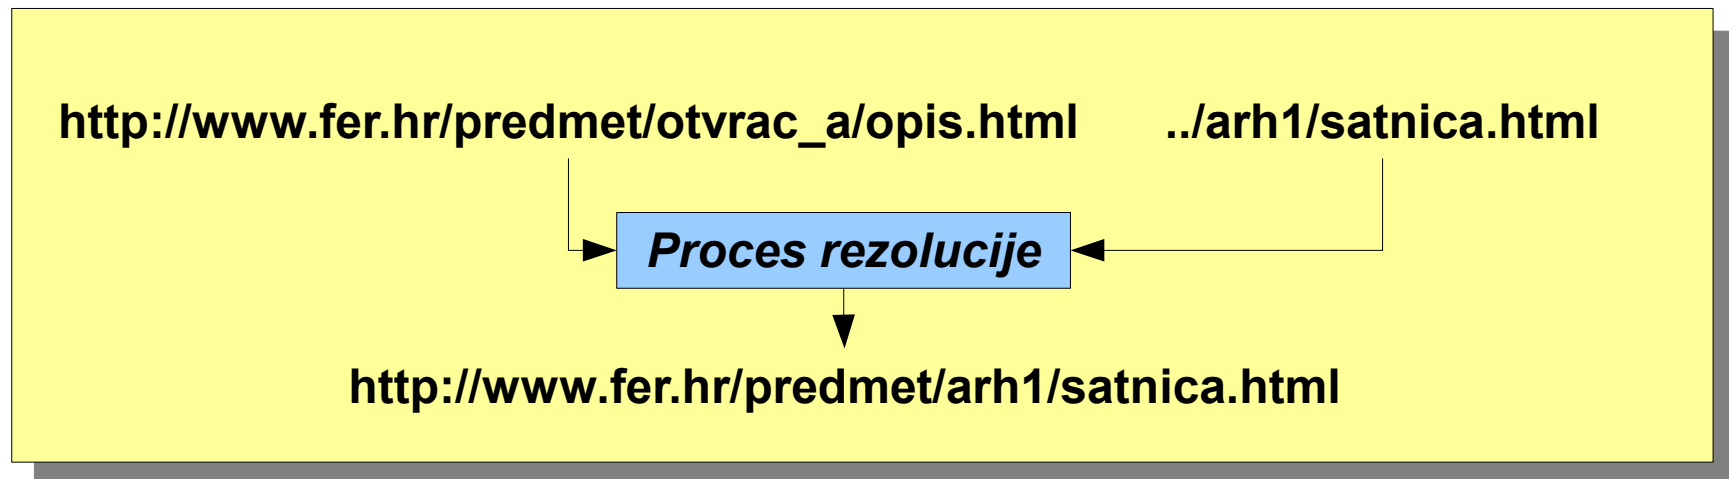 http://www.fer.hr/predmet/otvrac_a/opis.html ../arh1/satnica.html
Proces rezolucije
http://www.fer.hr/predmet/arh1/satnica.html